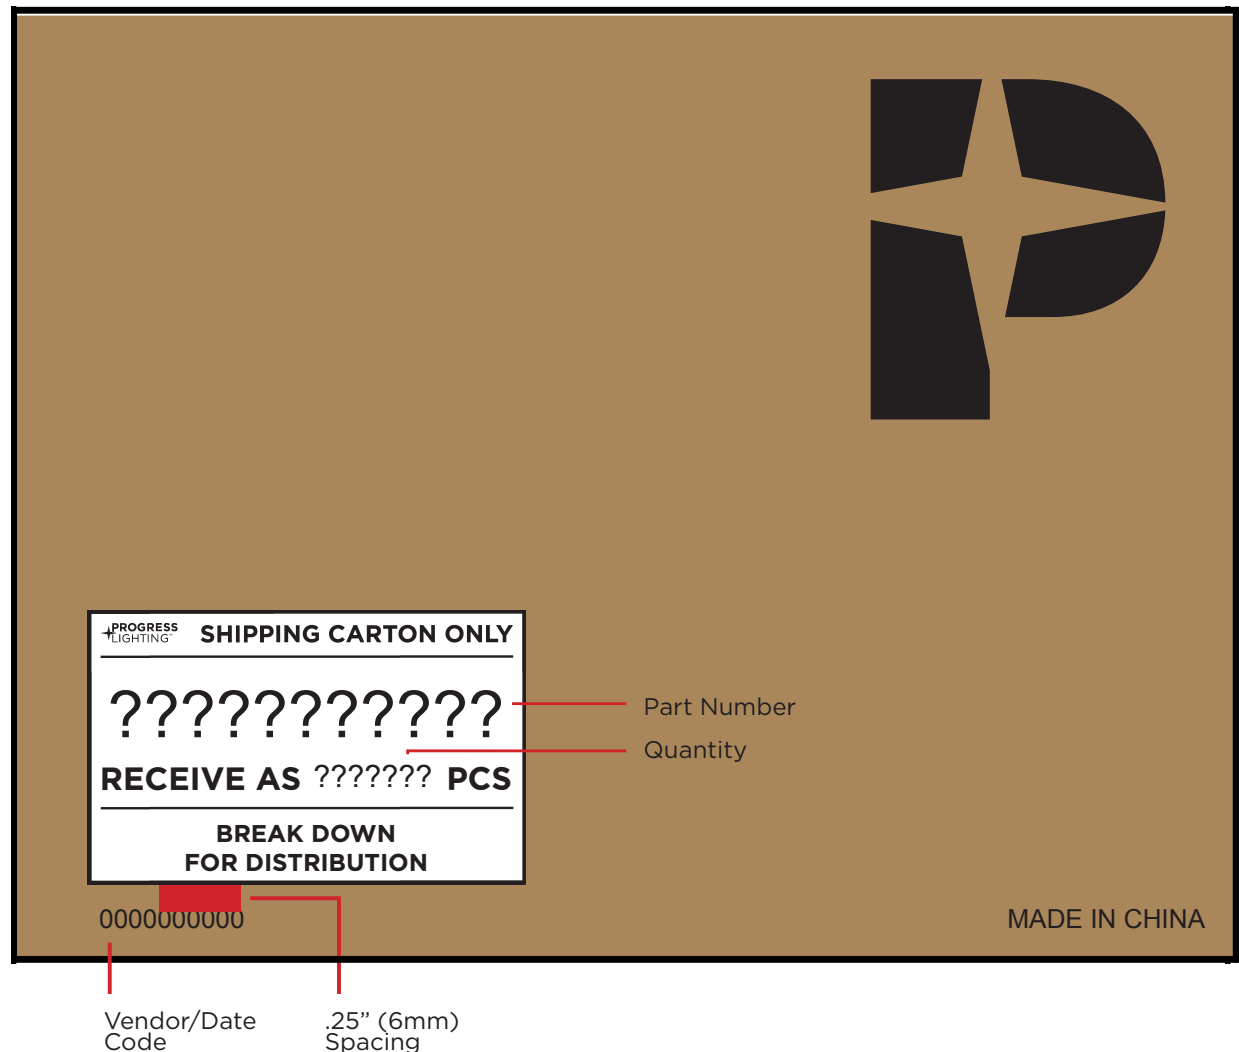 P
PROGRESS
LIGHTING™
SHIPPING CARTON ONLY
???????????
Part Number
Quantity
RECEIVE AS ??????? PCS
BREAK DOWN
FOR DISTRIBUTION
0000000000
MADE IN CHINA
Vendor/Date
Code
.25” (6mm)
Spacing